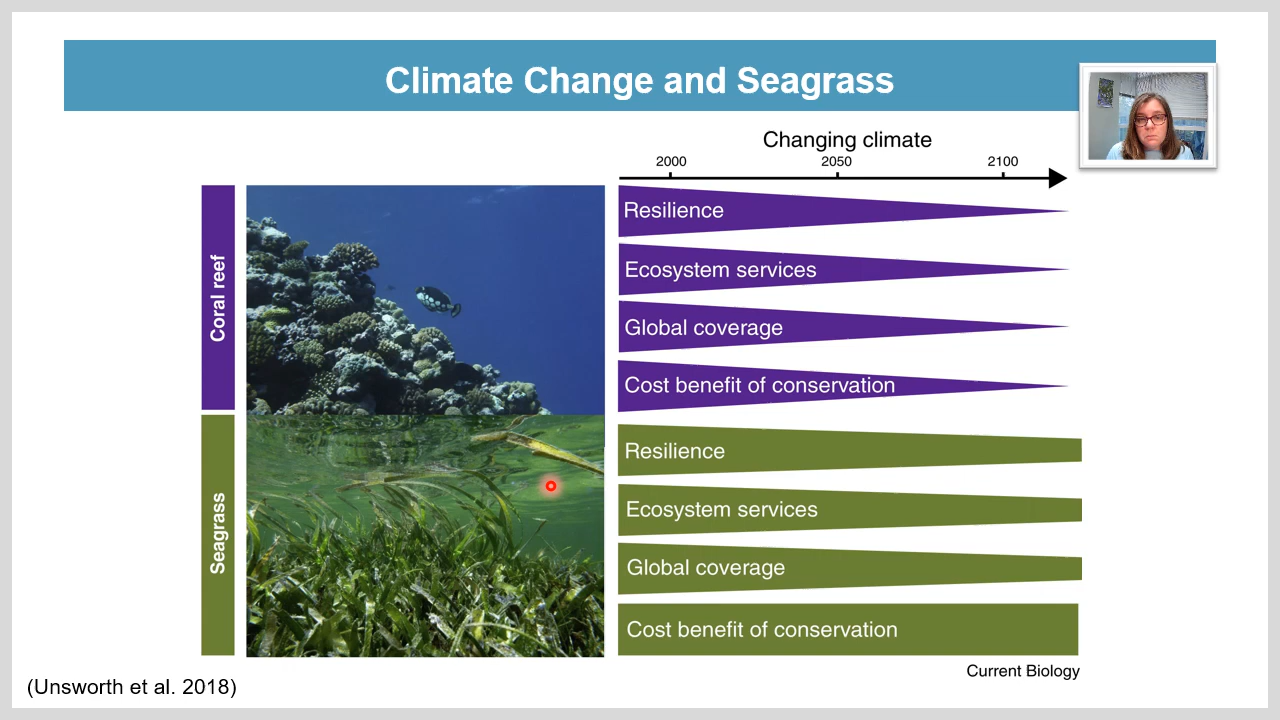 Climate Change and Seagrass
Changing climate
2000 2050 2100
Coral reef
Resilience
Ecosystem services
Global coverage
Cost benefit of conservation
Seagrass
Resilience
Ecosystem services
Global coverage
Cost benefit of conservation
Current Biology
(Unsworth et al. 2018)